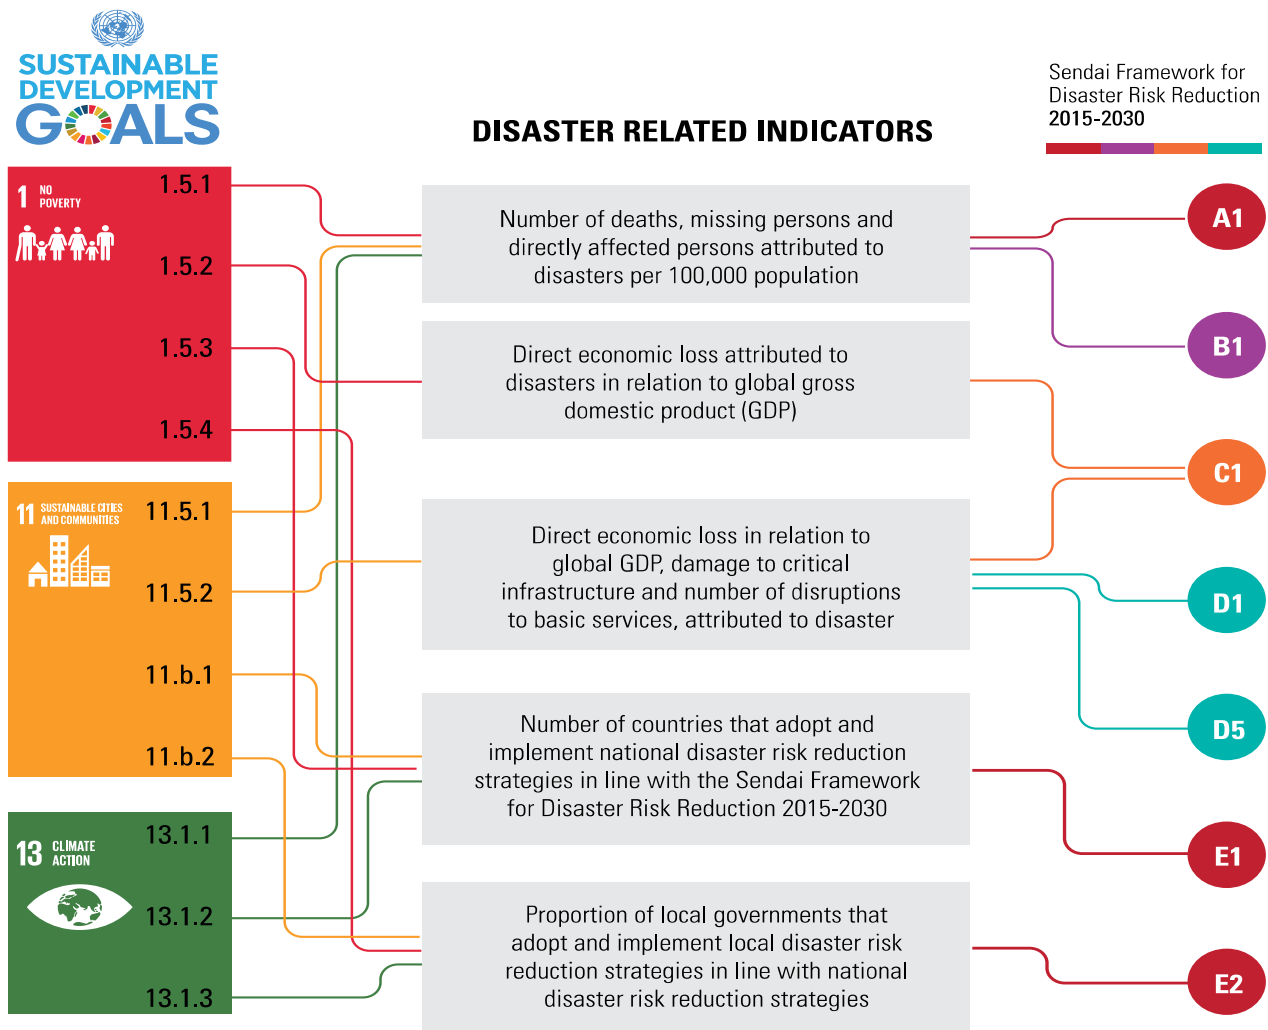 SUSTAINABLE
DEVELOPMENT
GOALS
DISASTER RELATED INDICATORS
Sendai Framework for
Disaster Risk Reduction
2015-2030
1 NO
POVERTY
1.5.1
1.5.2
1.5.3
1.5.4
11 SUSTAINABLE CITIES
AND COMMUNITIES
11.5.1
11.5.2
11.b.1
11.b.2
13 CLIMATE
ACTION
13.1.1
13.1.2
13.1.3
Number of deaths, missing persons and
directly affected persons attributed to
disasters per 100,000 population
Direct economic loss attributed to
disasters in relation to global gross
domestic product (GDP)
Direct economic loss in relation to
global GDP, damage to critical
infrastructure and number of disruptions
to basic services, attributed to disaster
Number of countries that adopt and
implement national disaster risk reduction
strategies in line with the Sendai Framework
for Disaster Risk Reduction 2015-2030
Proportion of local governments that
adopt and implement local disaster risk
reduction strategies in line with national
disaster risk reduction strategies
A1
B1
C1
D1
D5
E1
E2